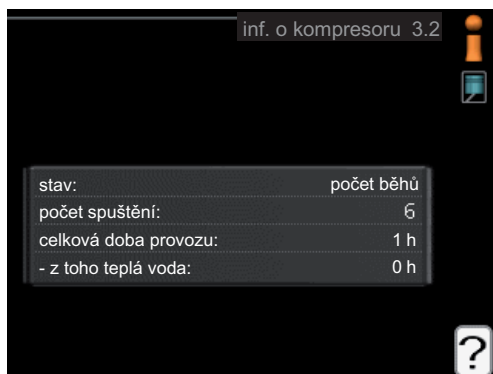 inf. o kompresoru 3.2
stav: počet běhů
počet spuštění: 6
celková doba provozu: 1 h
- z toho teplá voda: 0 h
?